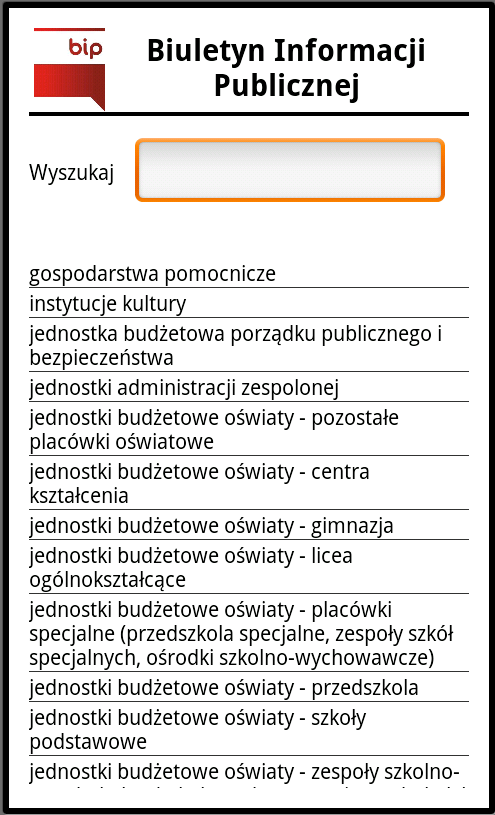 bip
Biuletyn Informacji
Publicznej
Wyszukaj
gospodarstwa pomocnicze
instytucje kultury
jednostka budżetowa porządku publicznego i
bezpieczeństwa
jednostki administracji zespolonej
jednostki budżetowe oświaty - pozostałe
placówki oświatowe
jednostki budżetowe oświaty - centra
kształcenia
jednostki budżetowe oświaty - gimnazja
jednostki budżetowe oświaty - licea
ogólnokształcące
jednostki budżetowe oświaty - placówki
specjalne (przedszkola specjalne, zespoły szkół
specjalnych, ośrodki szkolno-wychowawcze)
jednostki budżetowe oświaty - przedszkola
jednostki budżetowe oświaty - szkoły
podstawowe
jednostki budżetowe oświaty - zespoły szkolno-